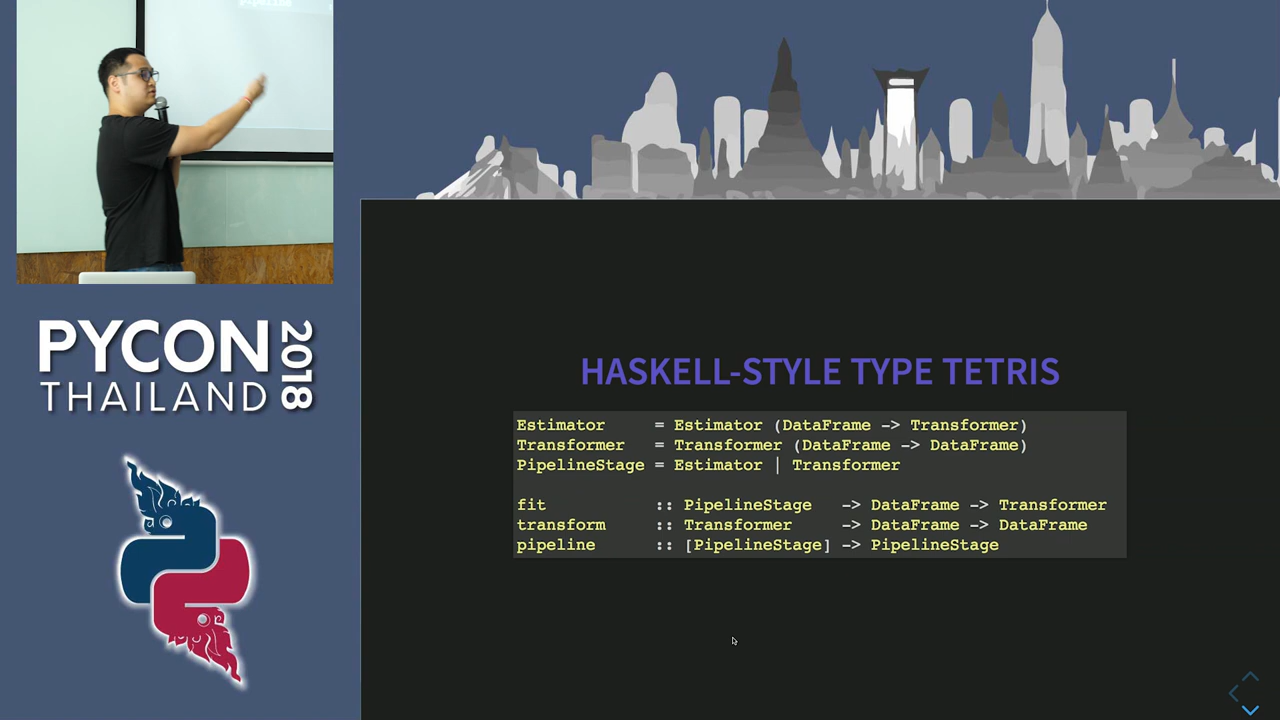 Pipeline
PYCON 2018
THAILAND
HASKELL-STYLE TYPE TETRIS
Estimator = Estimator (DataFrame -> Transformer)
Transformer = Transformer (DataFrame -> DataFrame)
PipelineStage = Estimator | Transformer
fit :: PipelineStage -> DataFrame -> Transformer
transform :: Transformer -> DataFrame -> DataFrame
pipeline :: [PipelineStage] -> PipelineStage